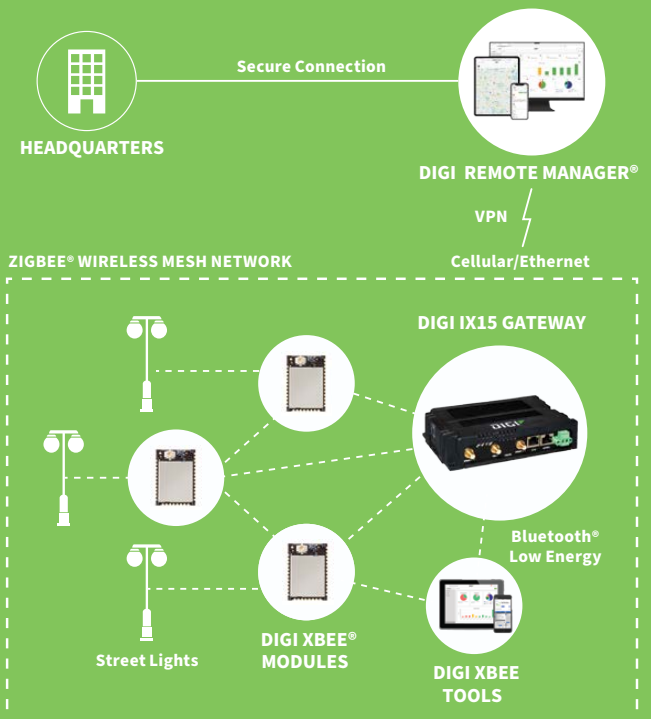 Secure Connection
HEADQUARTERS
DIGI REMOTE MANAGER®
VPN
ZIGBEE® WIRELESS MESH NETWORK
Cellular/Ethernet
DIGI IX15 GATEWAY
DIGI
Bluetooth®
Low Energy
DIGI XBEE®
MODULES
Street Lights
DIGI XBEE
TOOLS